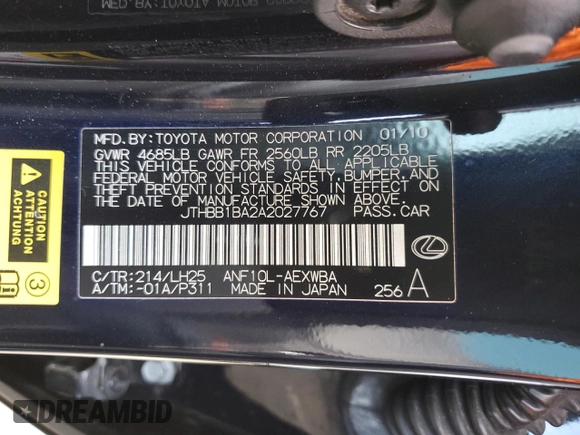 MFD.BY:TOYOTA MOTOR CORPORATION 01/10
GVWR 4685LB GAWR FR 2560LB RR 2205LB
THIS VEHICLE CONFORMS TO ALL APPLICABLE
FEDERAL MOTOR VEHICLE SAFETY, BUMPER, AND
THEFT PREVENTION STANDARDS IN EFFECT ON
THE DATE OF MANUFACTURE SHOWN ABOVE.
JTHBB1BA2A2027767 PASS.CAR
C/TR:214/LH25 ANF10L-AEXWBA
A/TM:-01A/P311 MADE IN JAPAN 256 A
CAUTION
ATTENTION
ACHTUNG
3
DREAMBID